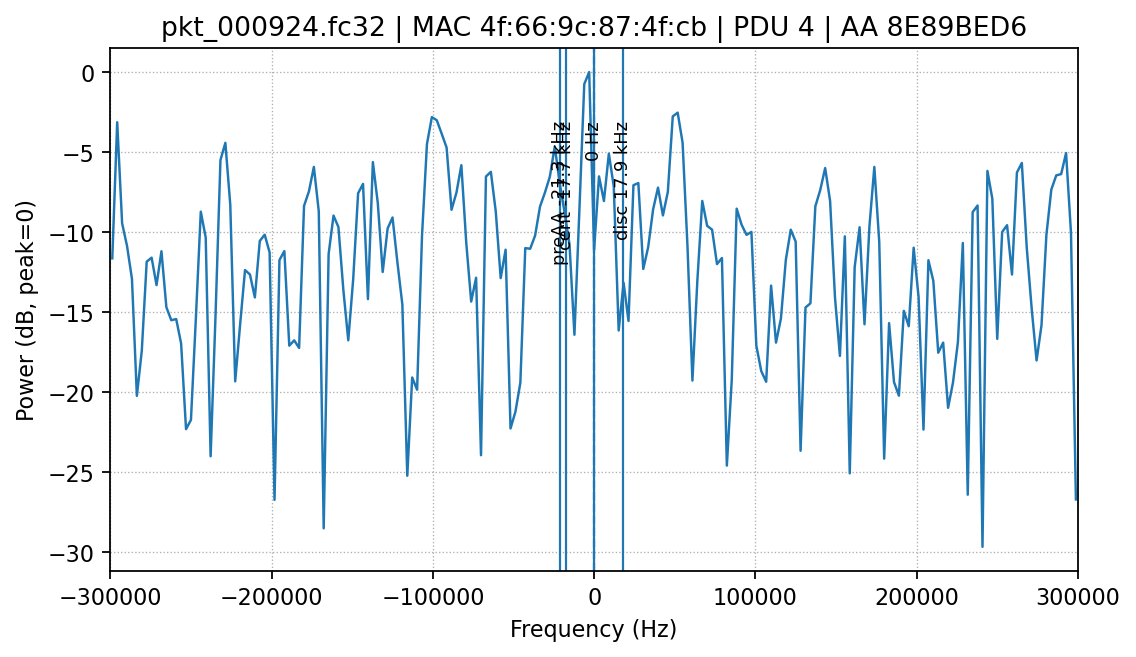 pkt_000924.fc32 | MAC 4f:66:9c:87:4f:cb | PDU 4 | AA 8E89BED6
Power (dB, peak=0)
0
−5
−10
−15
−20
−25
−30
0 Hz
disc 17.9 kHz
−300000
−200000
−100000
0
100000
200000
300000
Frequency (Hz)